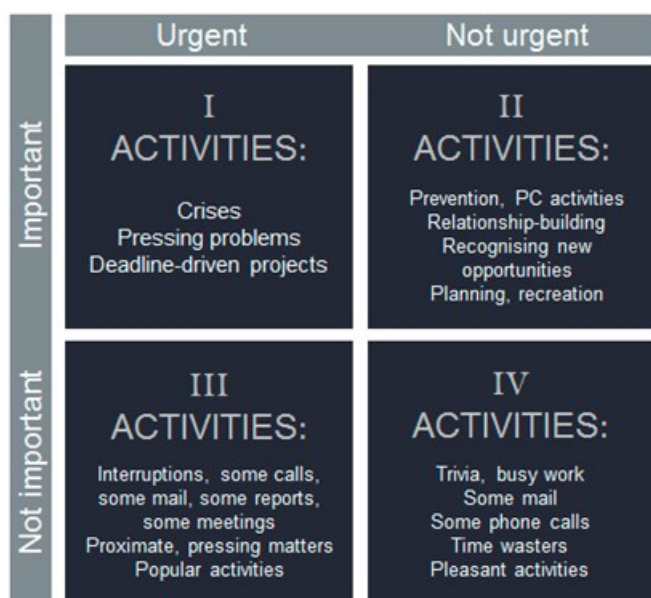 Urgent
Not urgent
Important
I
ACTIVITIES:
Crises
Pressing problems
Deadline-driven projects
II
ACTIVITIES:
Prevention, PC activities
Relationship-building
Recognising new
opportunities
Planning, recreation
Not important
III
ACTIVITIES:
Interruptions, some calls,
some mail, some reports,
some meetings
Proximate, pressing matters
Popular activities
IV
ACTIVITIES:
Trivia, busy work
Some mail
Some phone calls
Time wasters
Pleasant activities